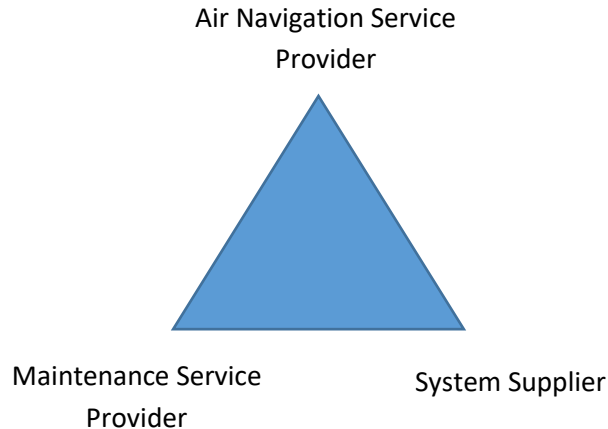 Air Navigation Service
Provider
Maintenance Service
Provider
System Supplier